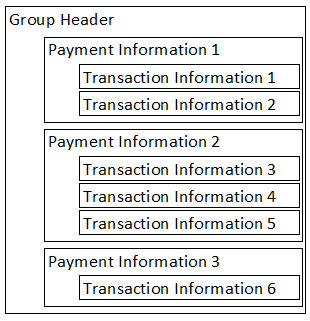 Group Header
Payment Information 1
Transaction Information 1
Transaction Information 2
Payment Information 2
Transaction Information 3
Transaction Information 4
Transaction Information 5
Payment Information 3
Transaction Information 6